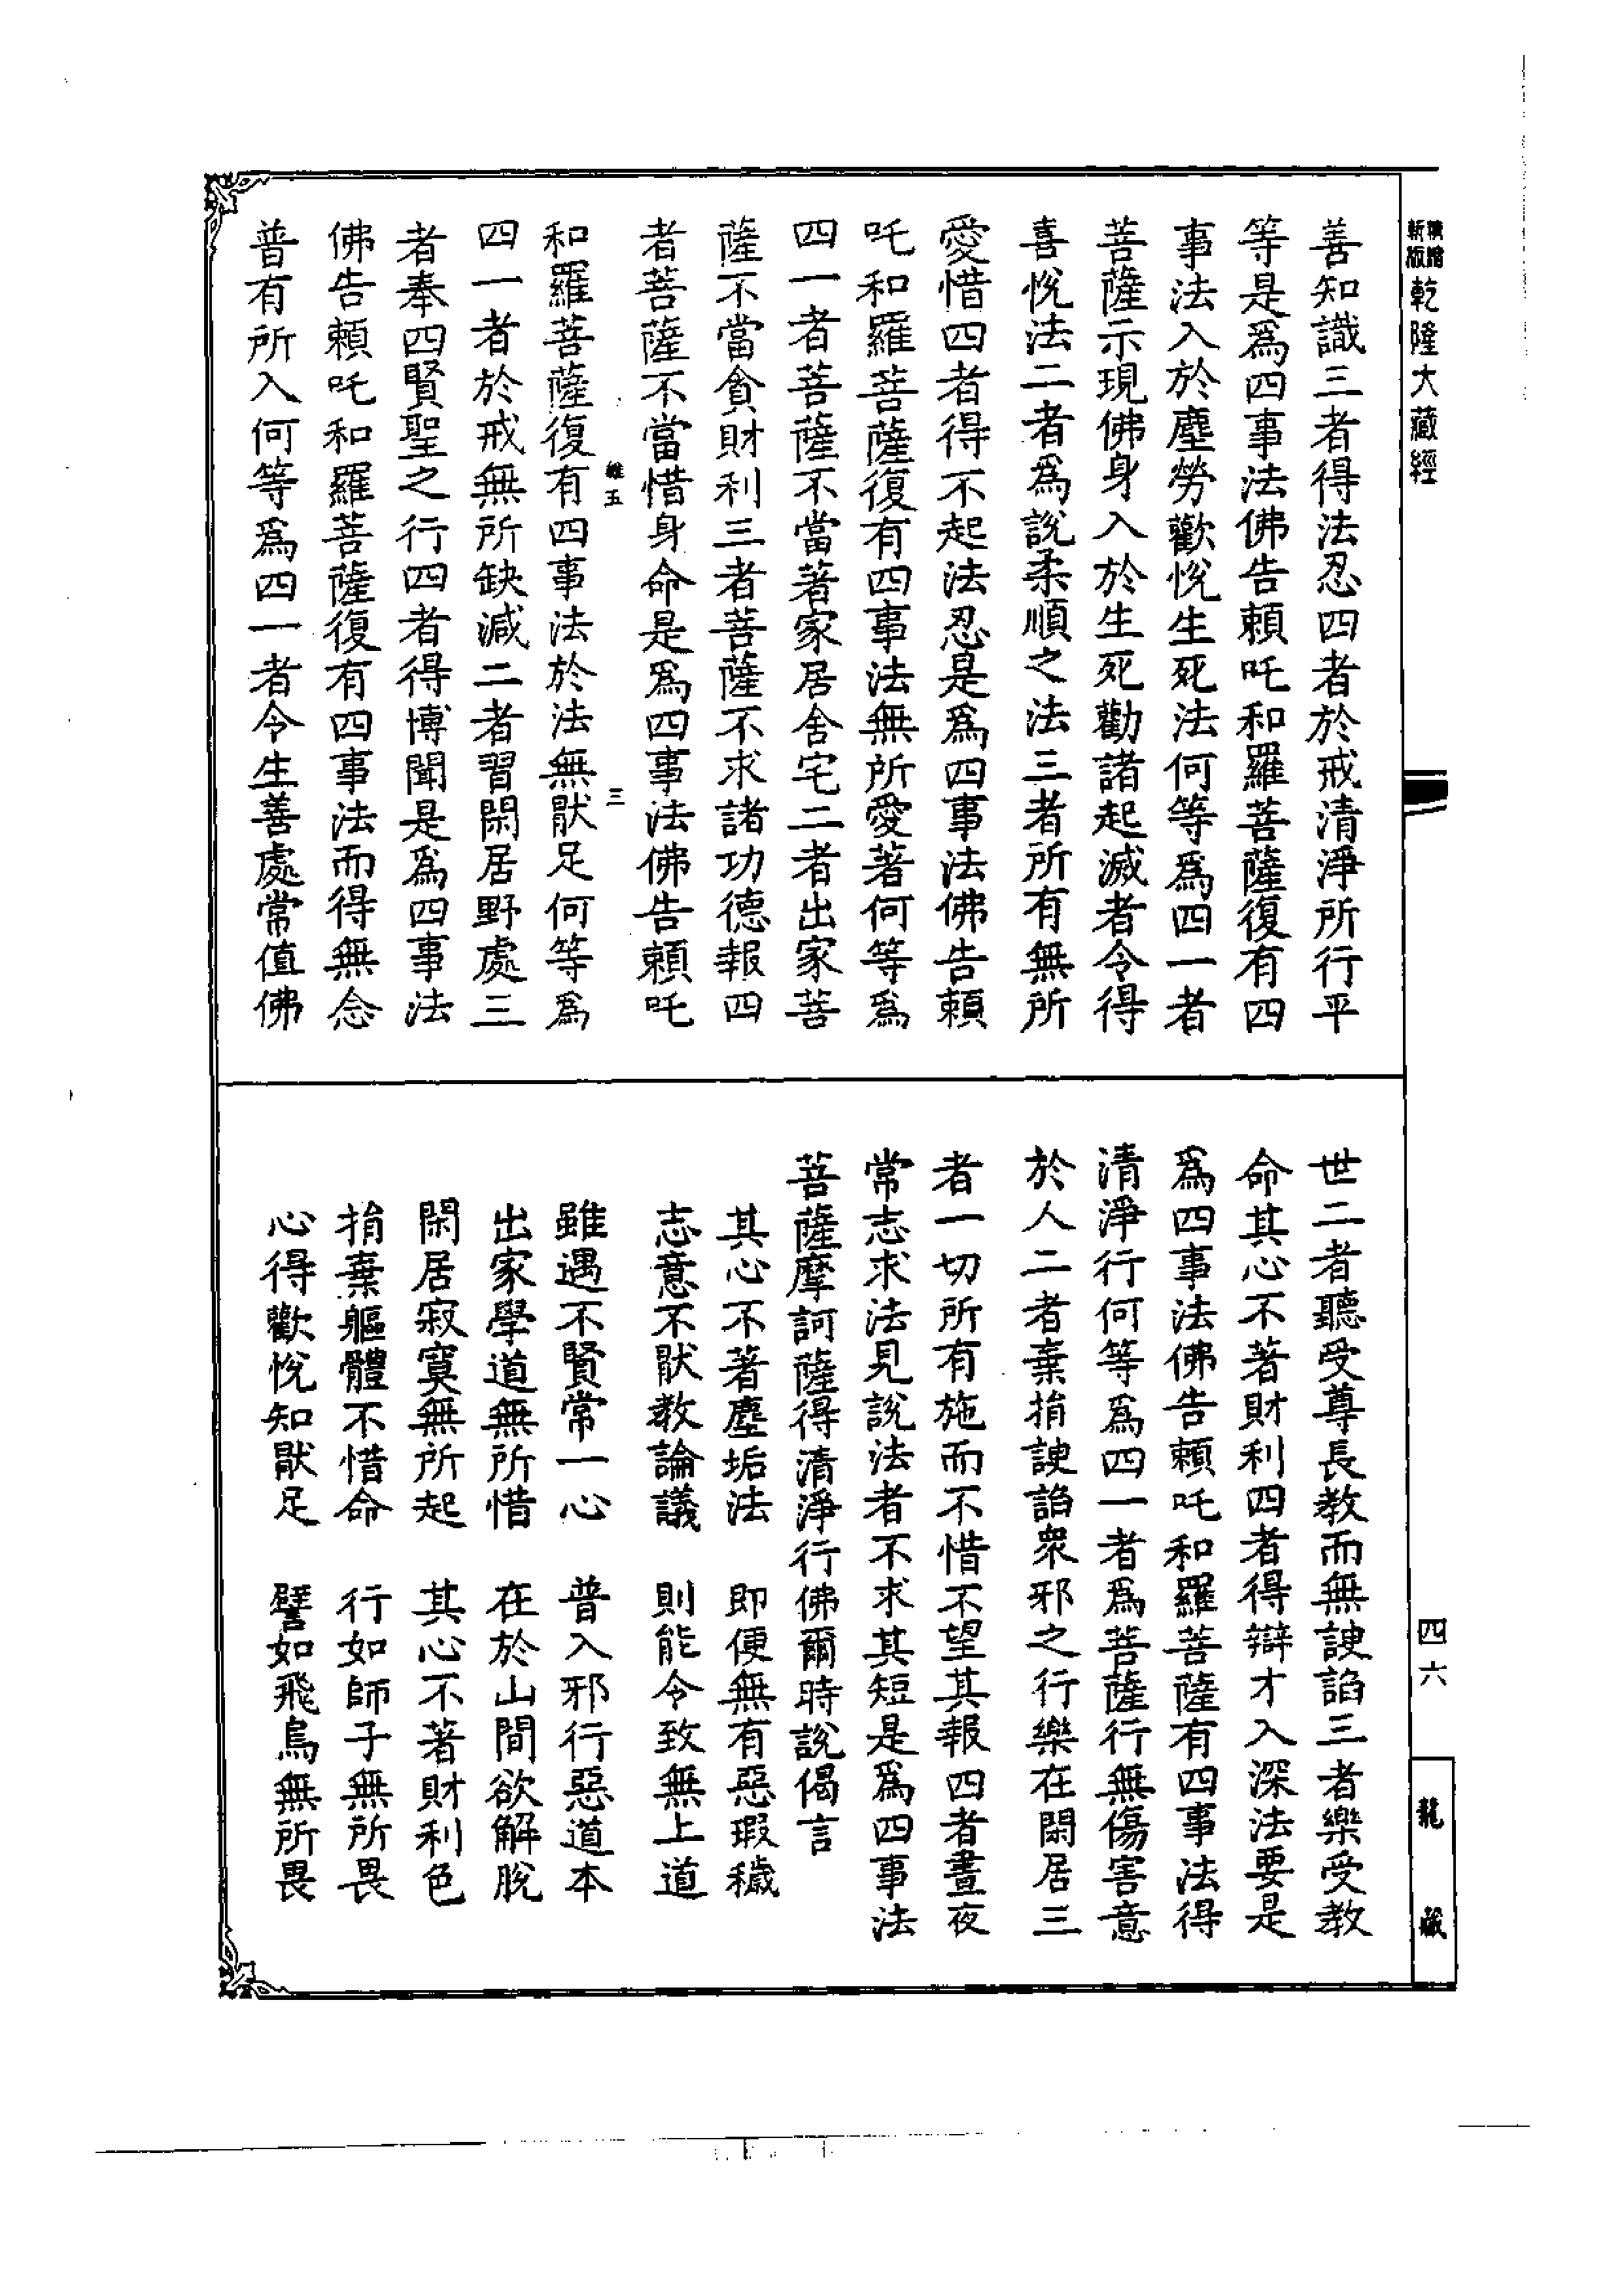 精繕
新版
乾隆大藏經
四六
龍藏
善知識三者得法忍四者於戒清淨所行平
等是爲四事法佛告賴吒和羅菩薩復有四
事法入於塵勞歡悅生死法何等爲四一者
菩薩示現佛身入於生死勸諸起滅者令得
喜悅法二者爲說柔順之法三者所有無所
愛惜四者得不起法忍是爲四事法佛告賴
吒和羅菩薩復有四事法無所愛著何等爲
四一者菩薩不當著家居舍宅二者出家菩
薩不當貪財利三者菩薩不求諸功德報四
者菩薩不當惜身命是爲四事法佛告賴吒
維五
三
和羅菩薩復有四事法於法無猒足何等爲
四一者於戒無所缺減二者習閑居野處三
者奉四賢聖之行四者得博聞是爲四事法
佛告賴吒和羅菩薩復有四事法而得無念
普有所入何等爲四一者令生善處常值佛
世二者聽受尊長教而無諛諂三者樂受教
命其心不著財利四者得辯才入深法要是
爲四事法佛告賴吒和羅菩薩有四事法得
清淨行何等爲四一者爲菩薩行無傷害意
於人二者棄捐諛諂眾邪之行樂在閑居三
者一切所有施而不惜不望其報四者晝夜
常志求法見說法者不求其短是爲四事法
菩薩摩訶薩得清淨行佛爾時說偈言
其心不著塵垢法　即便無有惡瑕穢
志意不猒教論議　則能令致無上道
雖遇不賢常一心　普入邪行惡道本
出家學道無所惜　在於山間欲解脫
閑居寂寞無所起　其心不著財利色
捐棄軀體不惜命　行如師子無所畏
心得歡悅知猒足　譬如飛鳥無所畏